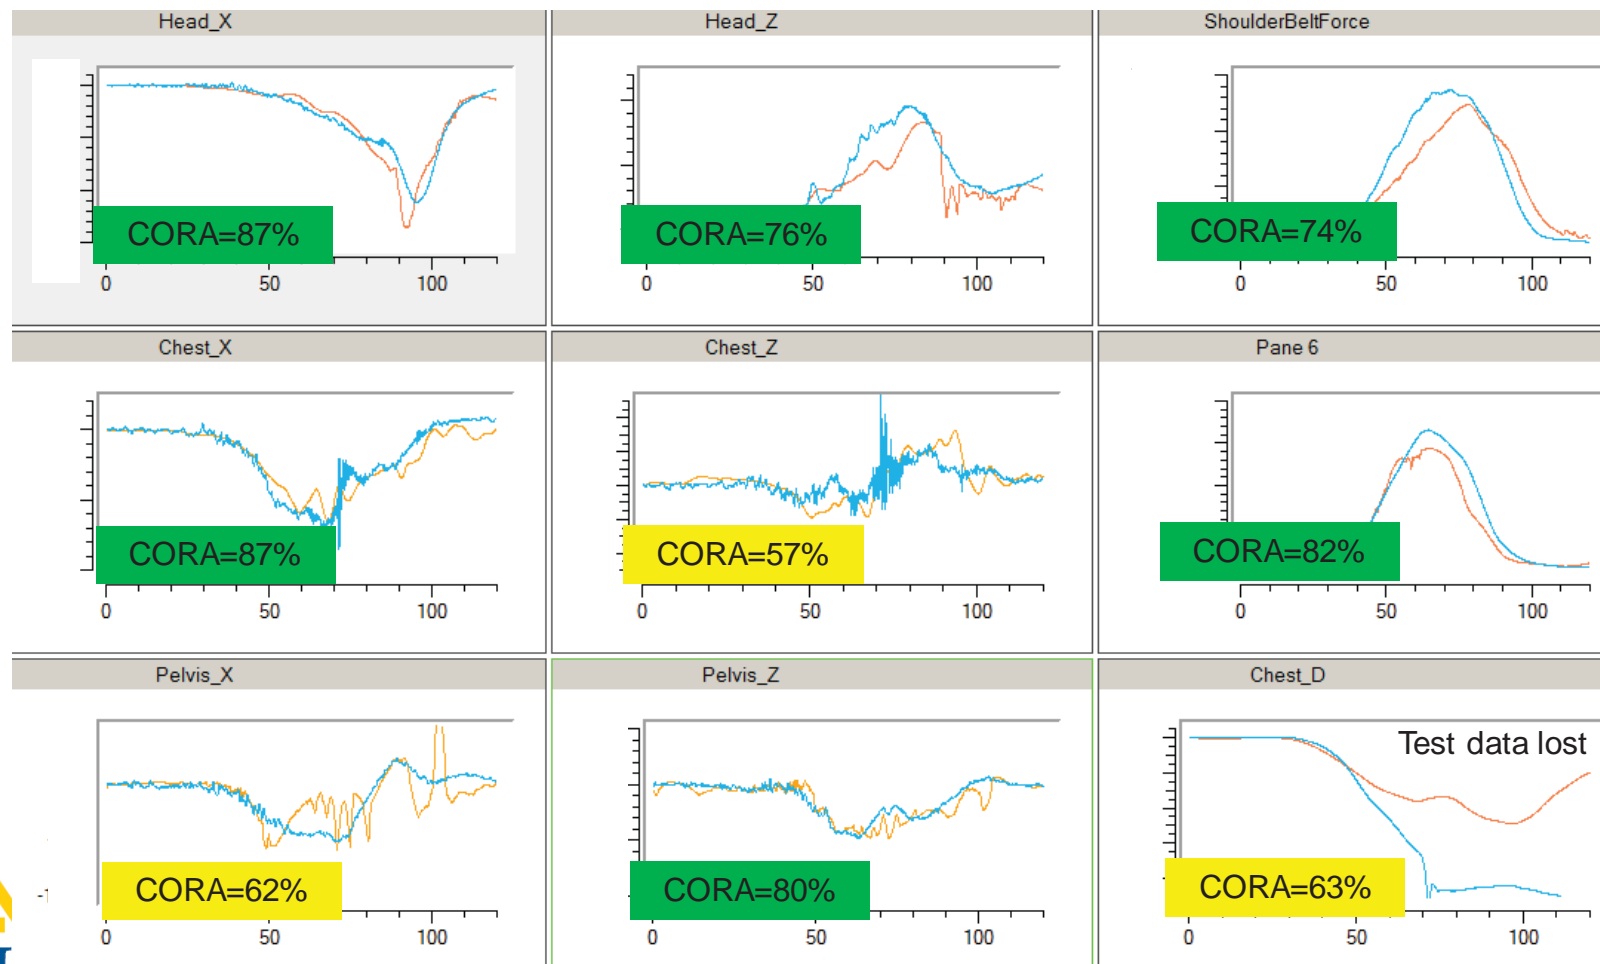 Head_X
Head_Z
ShoulderBeltForce
CORA=87%
CORA=76%
CORA=74%
0 50 100
0 50 100
0 50 100
Chest_X
Chest_Z
Pane 6
CORA=87%
CORA=57%
CORA=82%
0 50 100
0 50 100
0 50 100
Pelvis_X
Pelvis_Z
Chest_D
Test data lost
CORA=62%
CORA=80%
CORA=63%
0 50 100
0 50 100
0 50 100